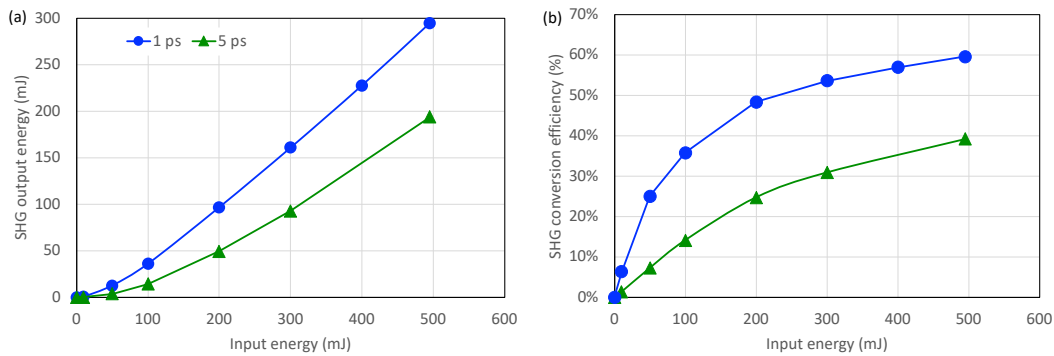 (a)
SHG output energy (mJ)
300
250
200
150
100
50
0
1 ps
5 ps
0 100 200 300 400 500 600
Input energy (mJ)
(b)
SHG conversion efficiency (%)
70%
60%
50%
40%
30%
20%
10%
0%
0 100 200 300 400 500 600
Input energy (mJ)